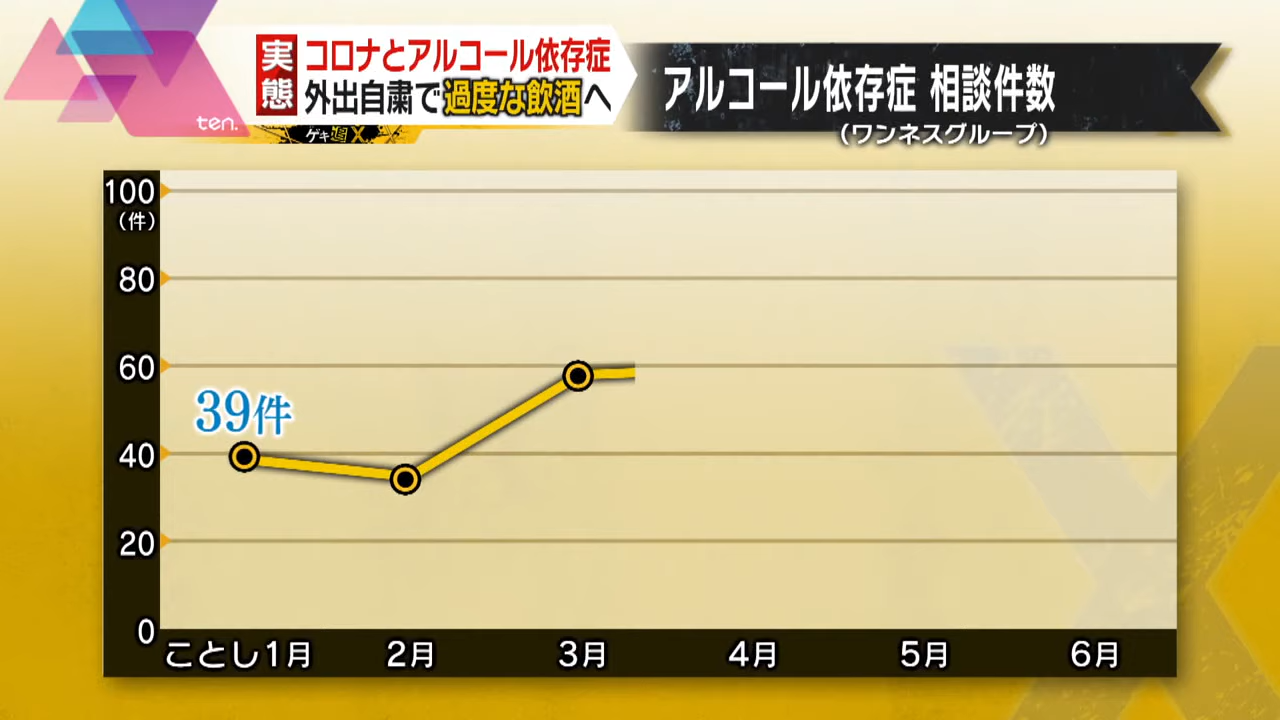 実態
コロナとアルコール依存症
外出自粛で過度な飲酒へ
ten.
ゲキ追X
アルコール依存症 相談件数
(ワンネスグループ)
100
(件)
80
60
40
20
0
39件
ことし1月
2月
3月
4月
5月
6月